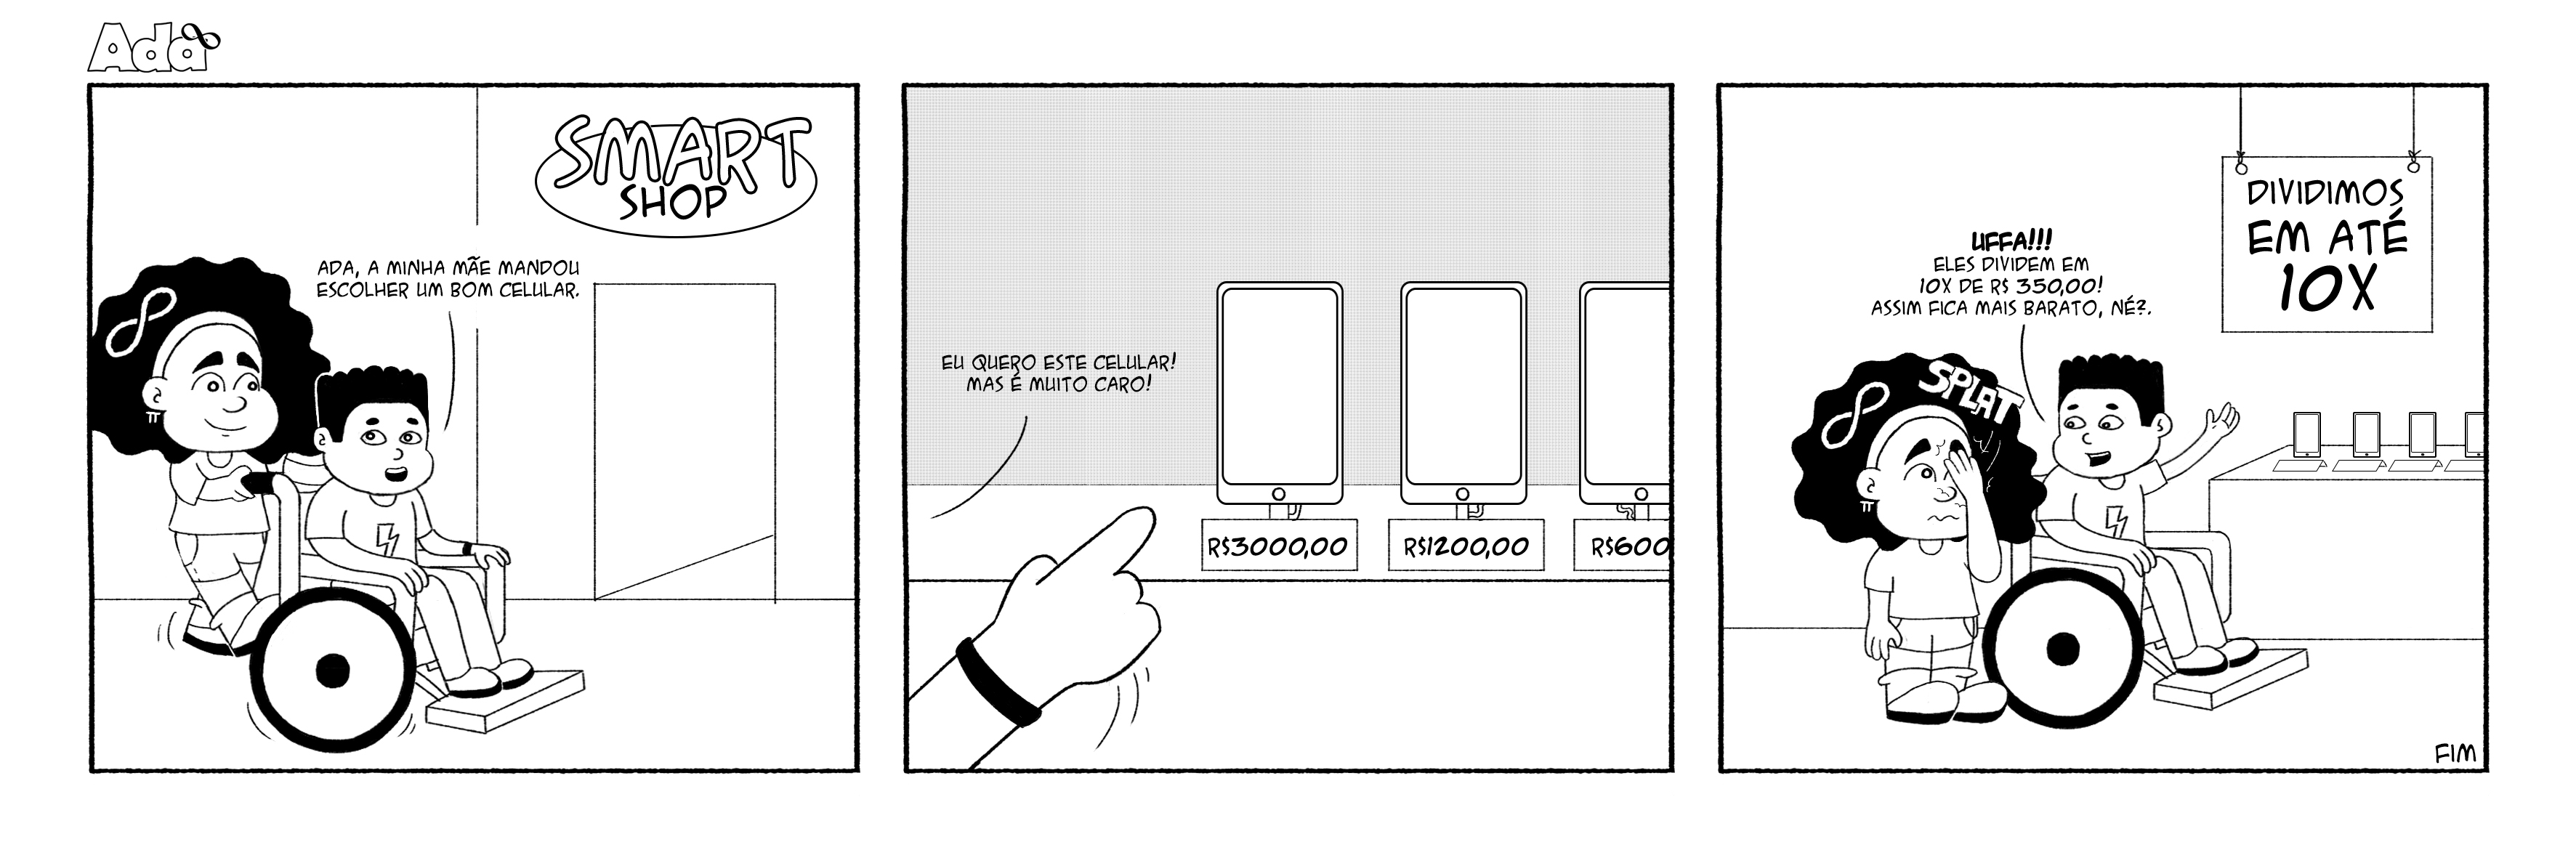 Ada
SMART
SHOP
ADA, A MINHA MÃE MANDOU
ESCOLHER UM BOM CELULAR.
EU QUERO ESTE CELULAR!
MAS É MUITO CARO!
R$3000,00
R$1200,00
R$600
DIVIDIMOS
EM ATÉ
10X
UFFA!!!
ELES DIVIDEM EM
10X DE R$ 350,00!
ASSIM FICA MAIS BARATO, NÉ?.
SPLAT
FIM